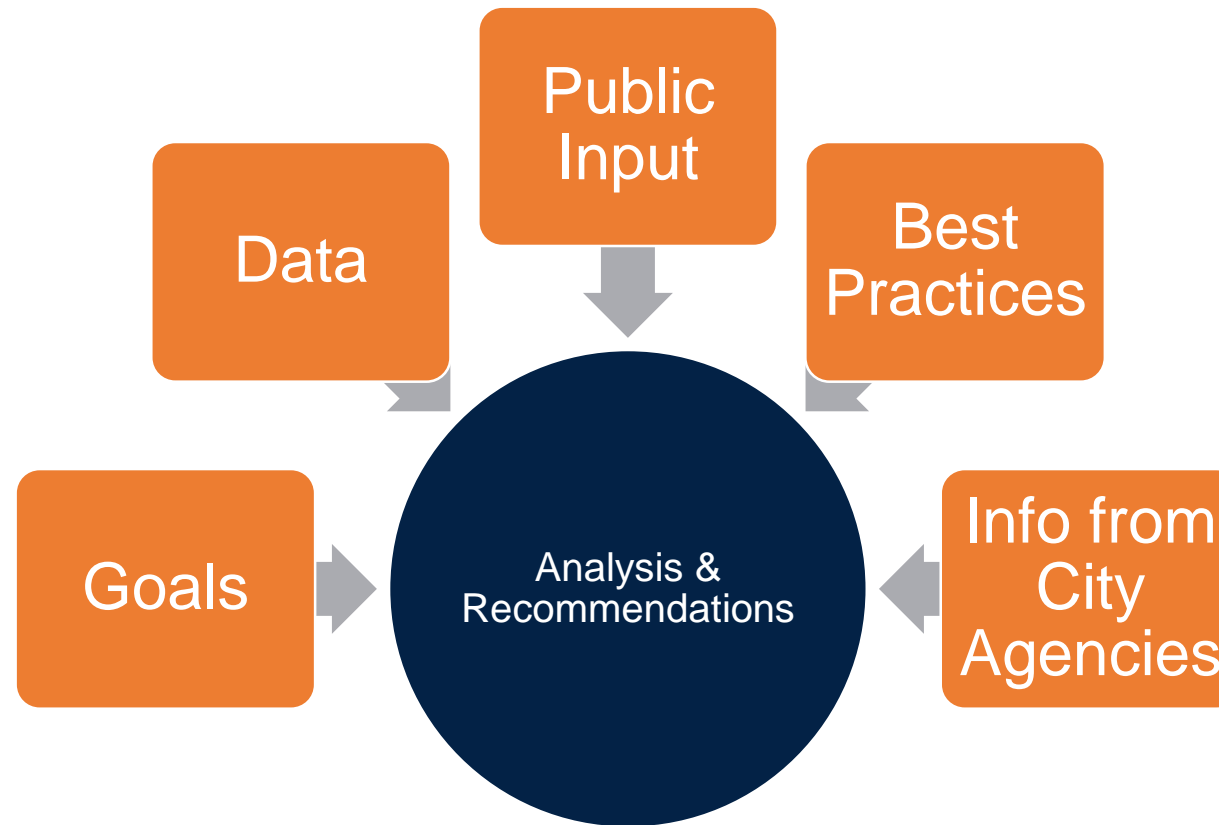 Public
Input
Data
Best
Practices
Goals
Analysis &
Recommendations
Info from
City
Agencies